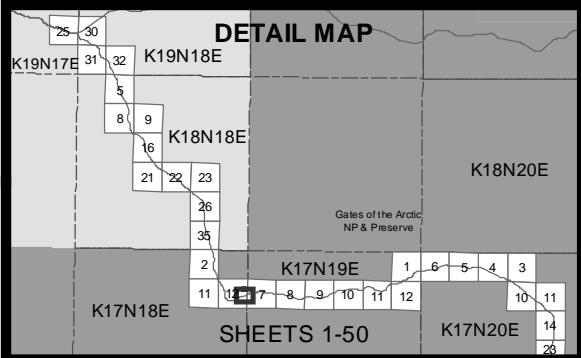 DETAIL MAP
25 30
K19N17E 31 32 K19N18E
5
8 9
K18N18E
16
21 22 23
K18N20E
26
Gates of the Arctic
NP & Preserve
35
2 K17N19E 1 6 5 4 3
11 12 7 8 9 10 11 12 10 11
K17N18E
SHEETS 1-50 K17N20E 14
23